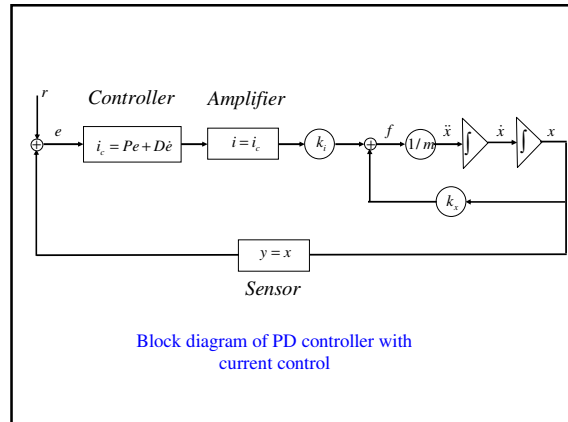 r
Controller Amplifier
e
i_c = Pe + Dė
i = i_c
k_i
f
1/m
ẍ
∫
ẋ
∫
x
k_x
y = x
Sensor
Block diagram of PD controller with
current control